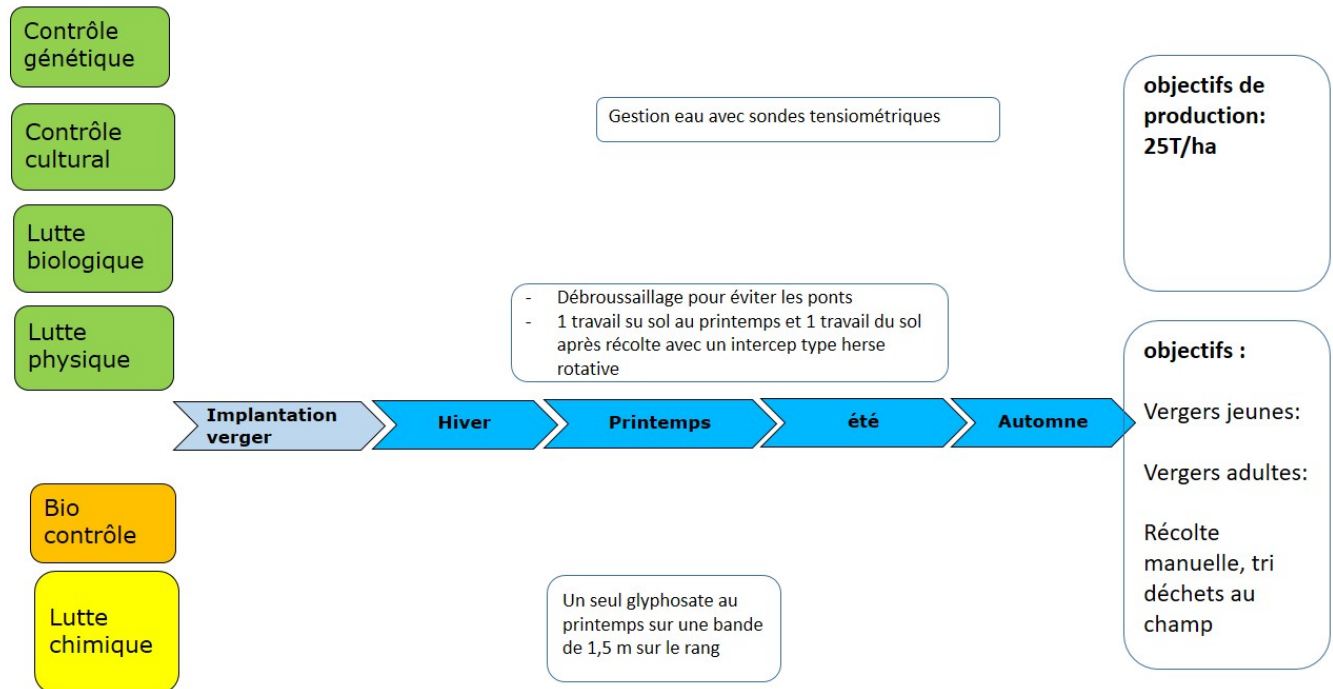 Contrôle
génétique
Contrôle
cultural
Lutte
biologique
Lutte
physique
Gestion eau avec sondes tensiométriques
- Débroussaillage pour éviter les ponts
- 1 travail su sol au printemps et 1 travail du sol
après récolte avec un intercep type herse
rotative
objectifs de
production:
25T/ha
Implantation
verger
Hiver
Printemps
été
Automne
objectifs :
Vergers jeunes:
Vergers adultes:
Récolte
manuelle, tri
déchets au
champ
Bio
contrôle
Lutte
chimique
Un seul glyphosate au
printemps sur une bande
de 1,5 m sur le rang